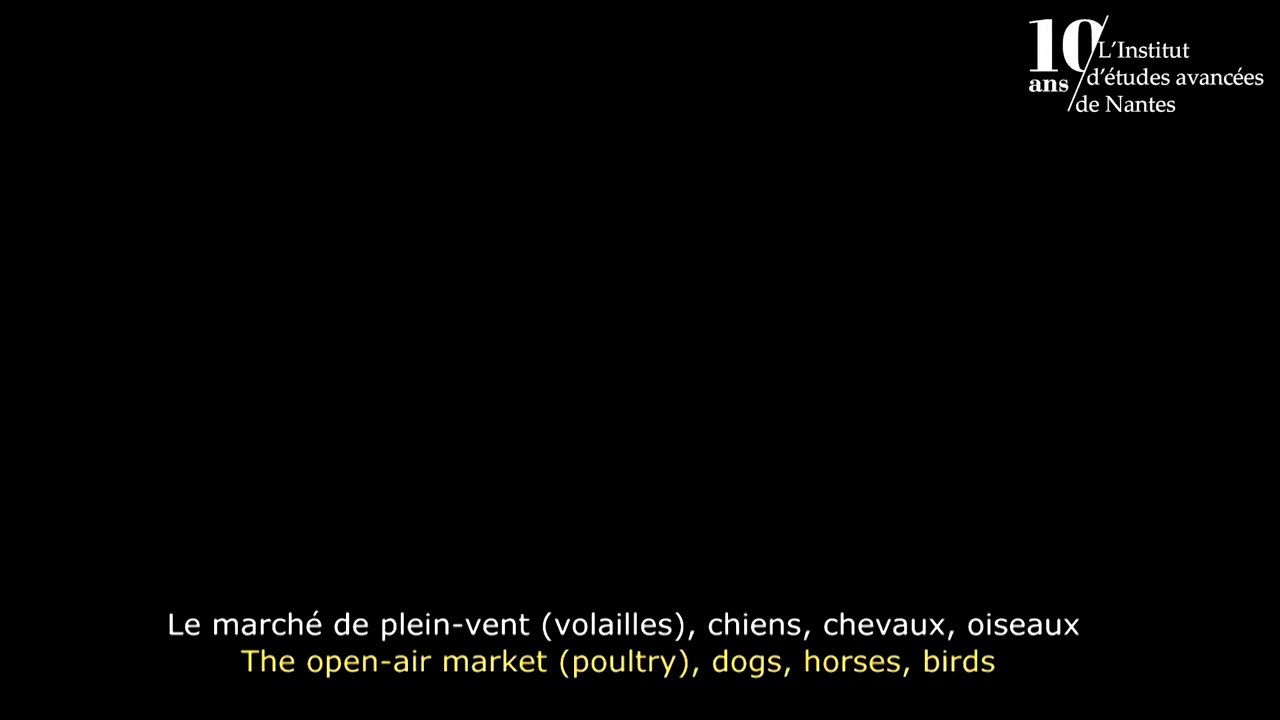 10
ans
L'Institut
d'études avancées
de Nantes
Le marché de plein-vent (volailles), chiens, chevaux, oiseaux
The open-air market (poultry), dogs, horses, birds